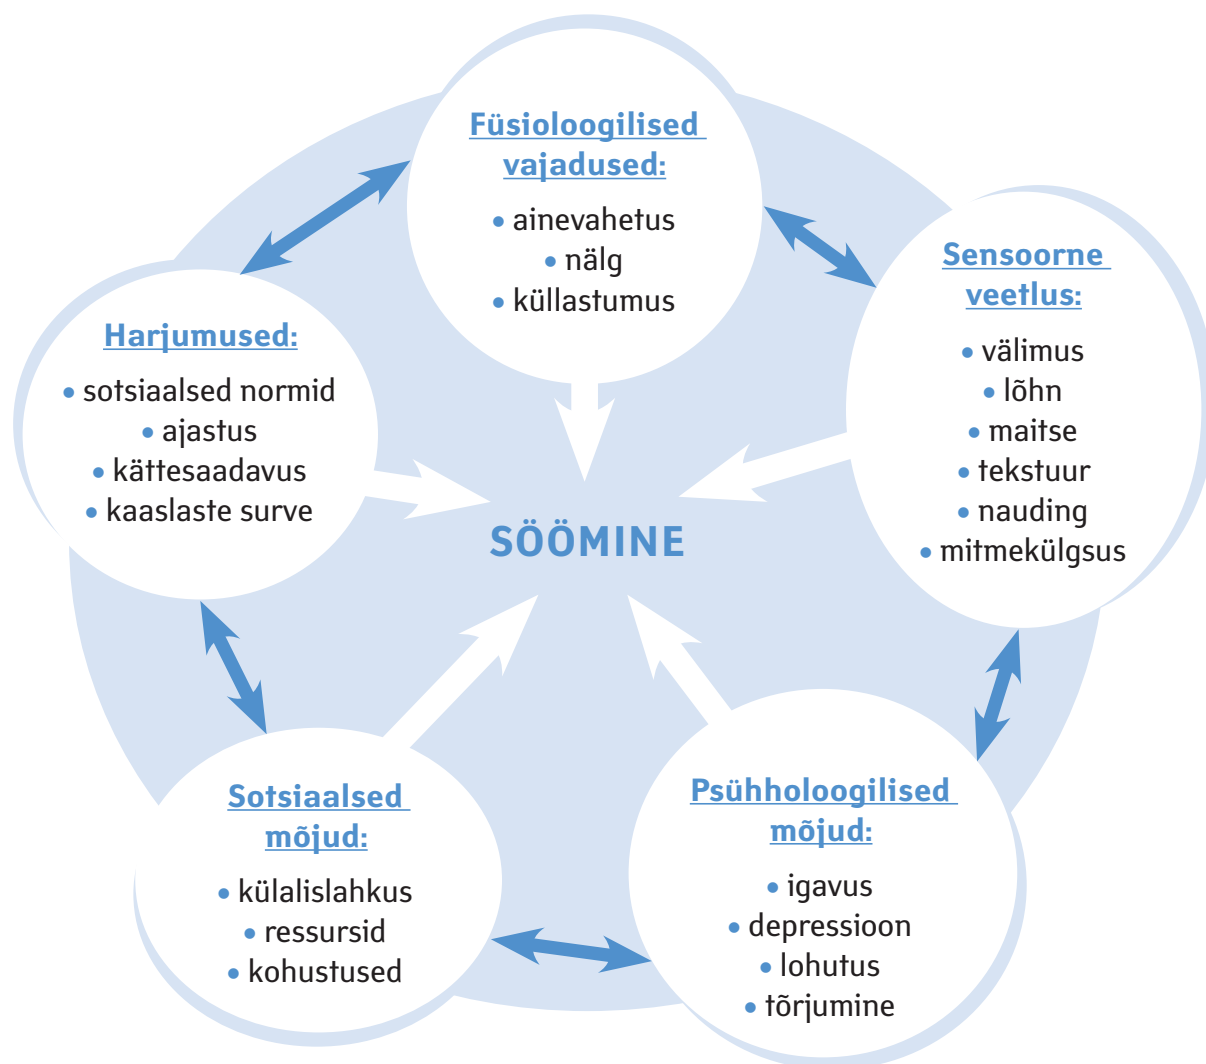 Füsioloogilised
vajadused:
• ainevahetus
• nälg
• küllastumus
Sensoorne
veetlus:
• välimus
• lõhn
• maitse
• tekstuur
• nauding
• mitmekülgsus
Harjumused:
• sotsiaalsed normid
• ajastus
• kättesaadavus
• kaaslaste surve
SÖÖMINE
Sotsiaalsed
mõjud:
• külalislahkus
• ressursid
• kohustused
Psühholoogilised
mõjud:
• igavus
• depressioon
• lohutus
• tõrjumine